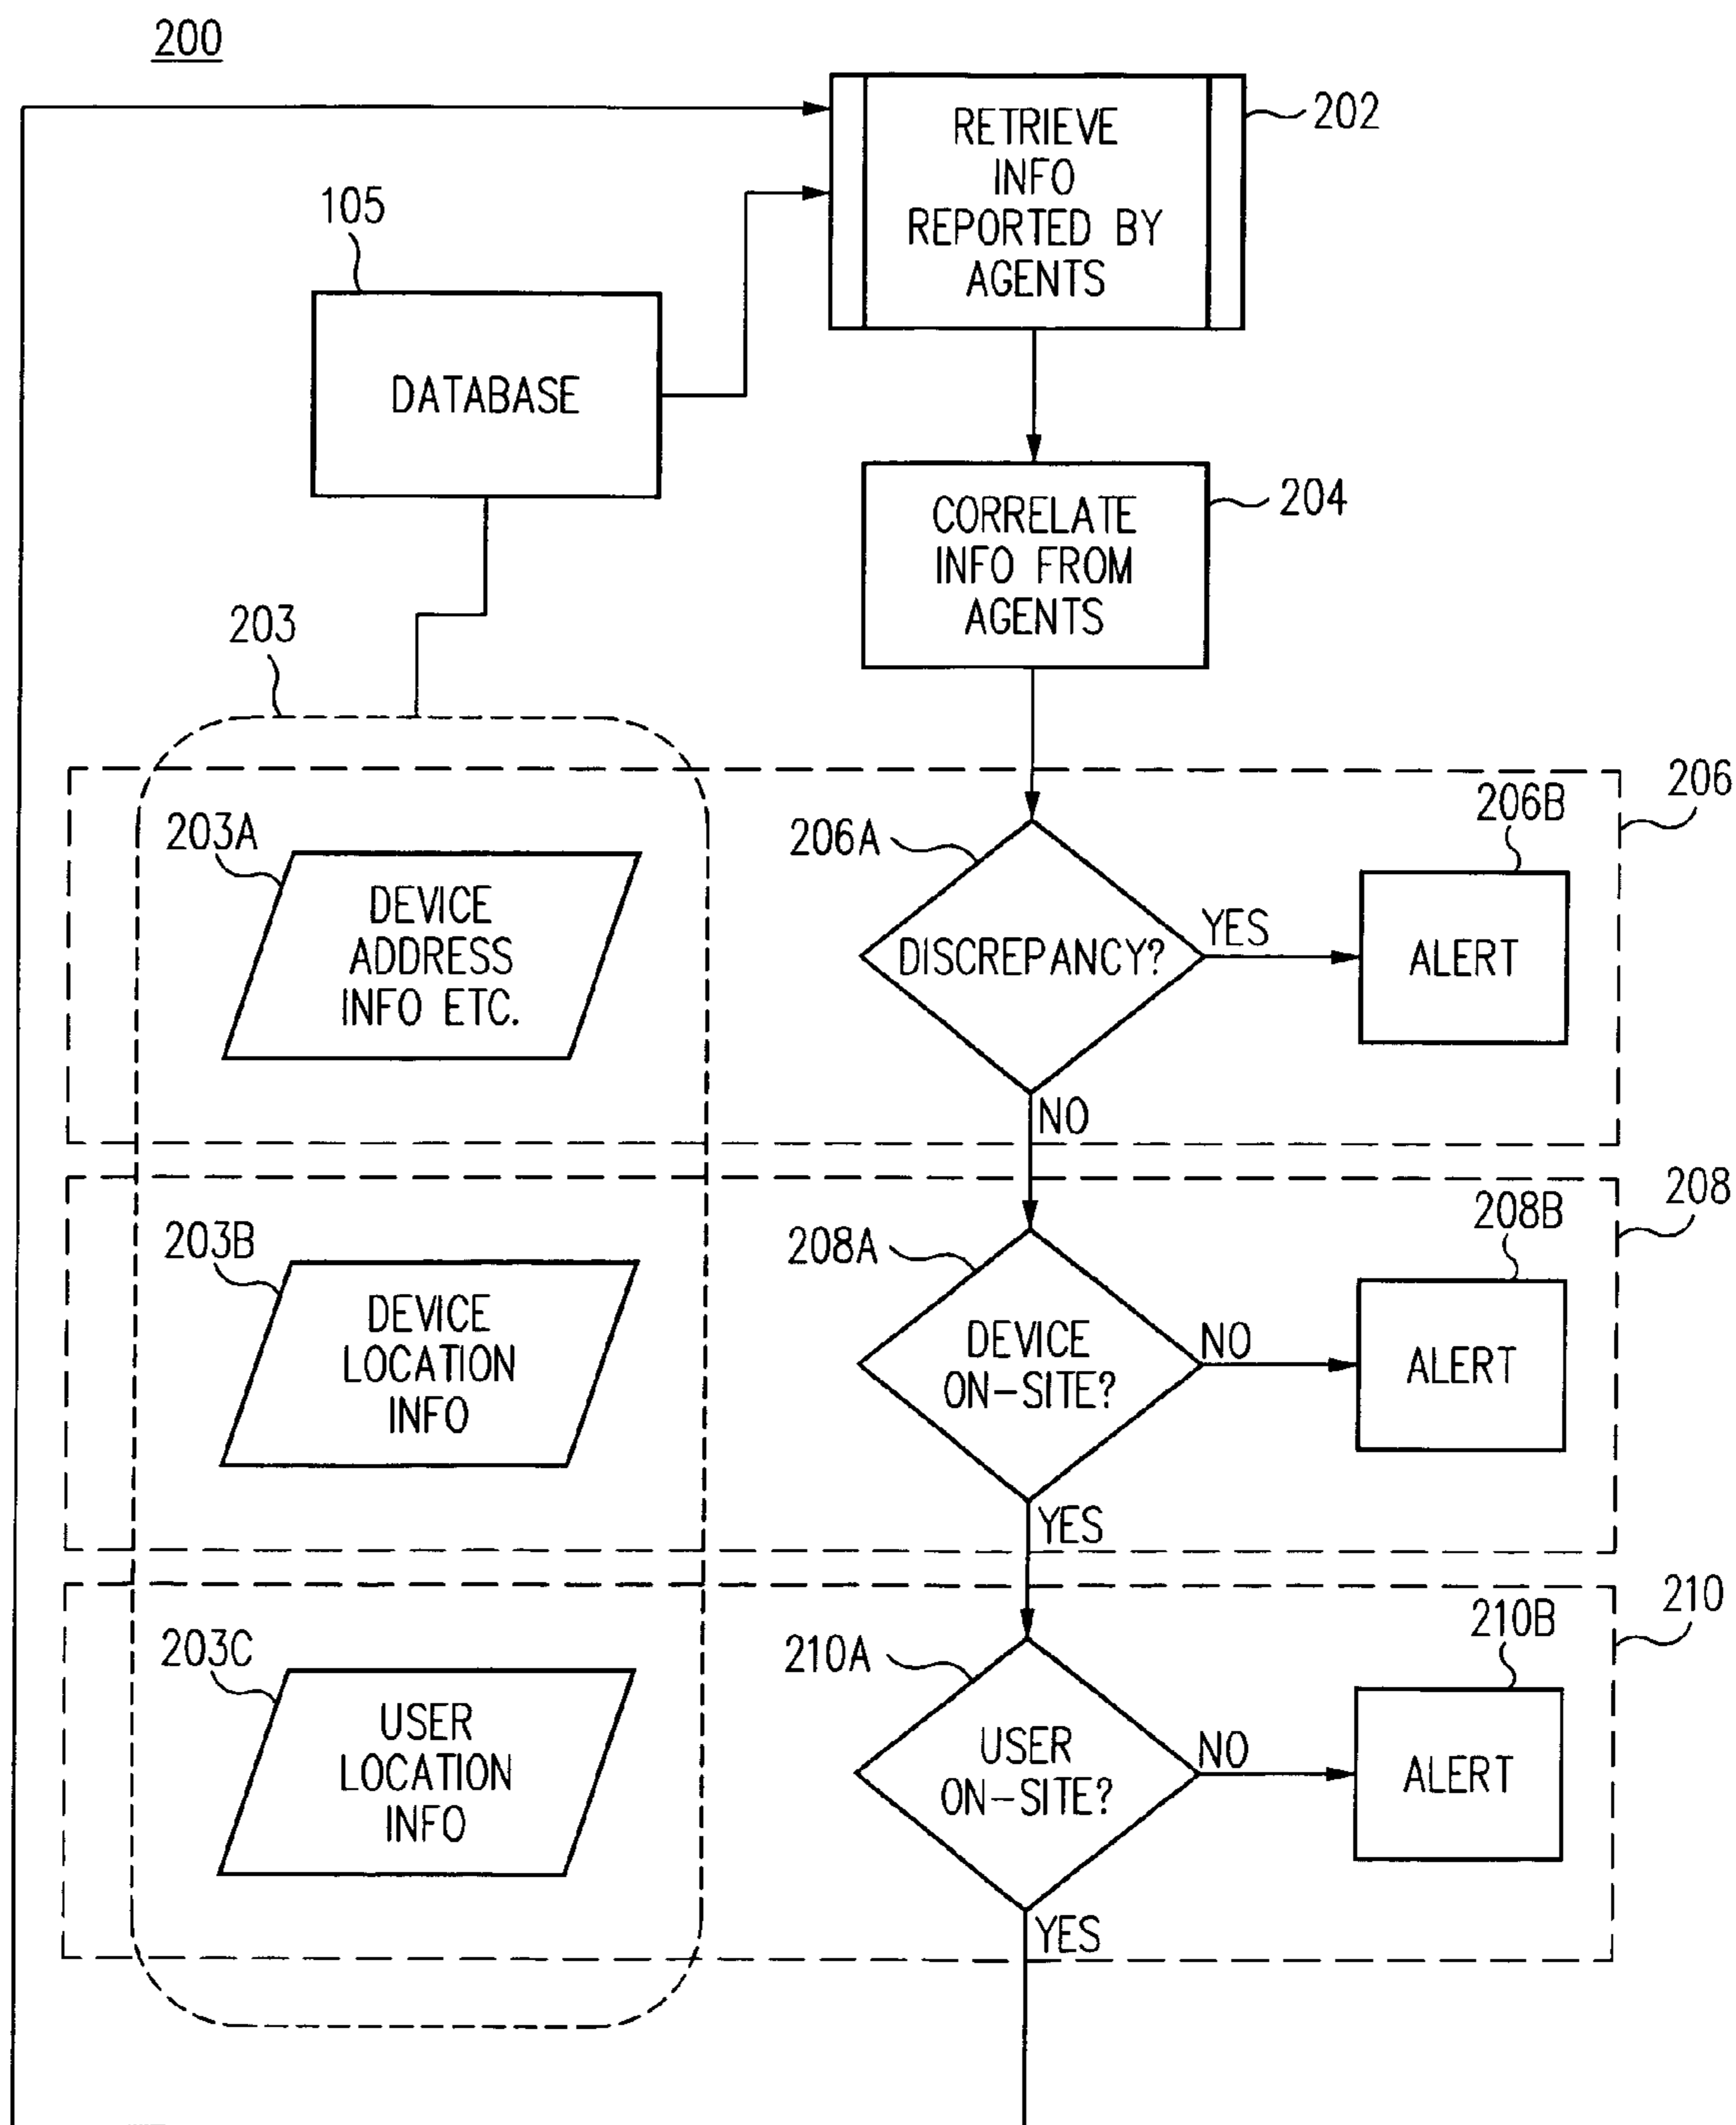 200
RETRIEVE
INFO
REPORTED BY
AGENTS
202
105
DATABASE
CORRELATE
INFO FROM
AGENTS
204
203
206
203A
DEVICE
ADDRESS
INFO ETC.
206A
DISCREPANCY?
YES
206B
ALERT
NO
208
203B
DEVICE
LOCATION
INFO
208A
DEVICE
ON-SITE?
NO
208B
ALERT
YES
210
203C
USER
LOCATION
INFO
210A
USER
ON-SITE?
NO
210B
ALERT
YES